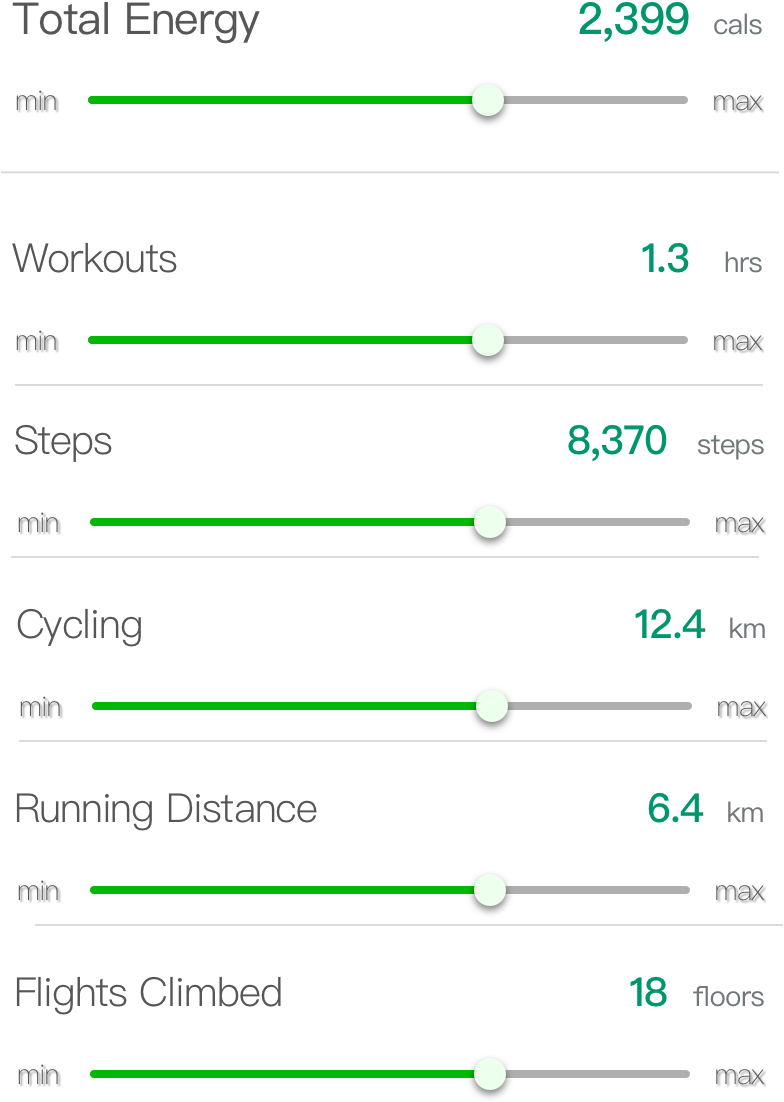 Total Energy 2,399 cals
min max
Workouts 1.3 hrs
min max
Steps 8,370 steps
min max
Cycling 12.4 km
min max
Running Distance 6.4 km
min max
Flights Climbed 18 floors
min max